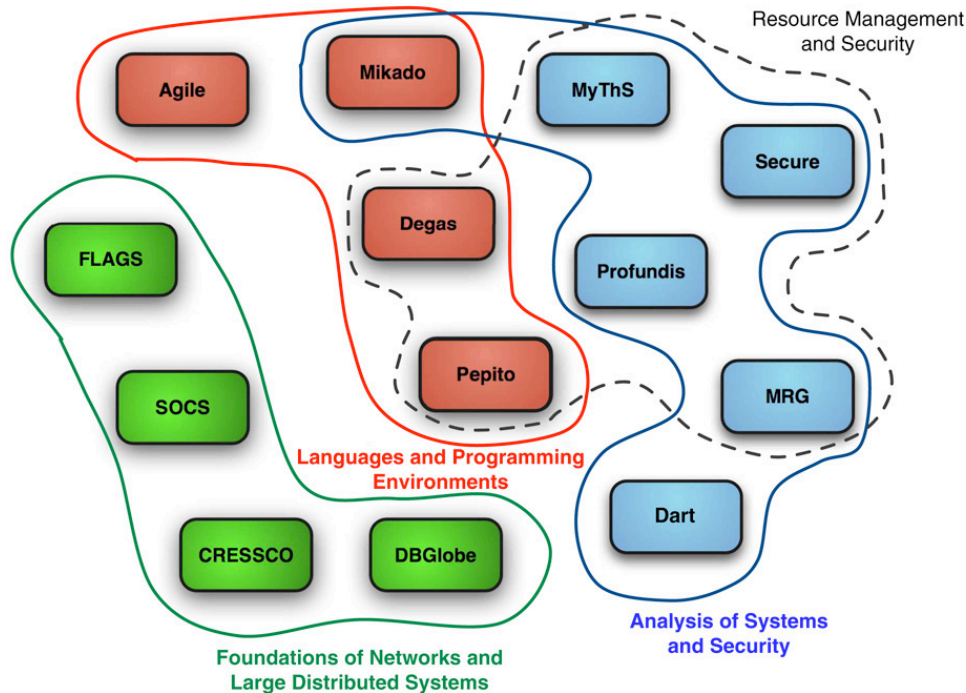 Resource Management
and Security
Agile
Mikado
MyThS
Secure
Degas
FLAGS
Profundis
Pepito
MRG
SOCS
Languages and Programming
Environments
Dart
CRESSCO
DBGlobe
Analysis of Systems
and Security
Foundations of Networks and
Large Distributed Systems